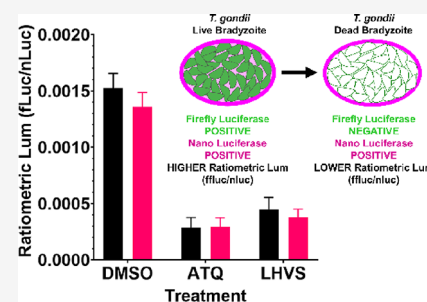 T. gondii
Live Bradyzoite
T. gondii
Dead Bradyzoite
Firefly Luciferase
POSITIVE
Nano Luciferase
POSITIVE
HIGHER Ratiometric Lum
(ffluc/nluc)
Firefly Luciferase
NEGATIVE
Nano Luciferase
POSITIVE
LOWER Ratiometric Lum
(ffluc/nluc)
Ratiometric Lum (fLuc/nLuc)
0.0020
0.0015
0.0010
0.0005
0.0000
DMSO
ATQ
LHVS
Treatment